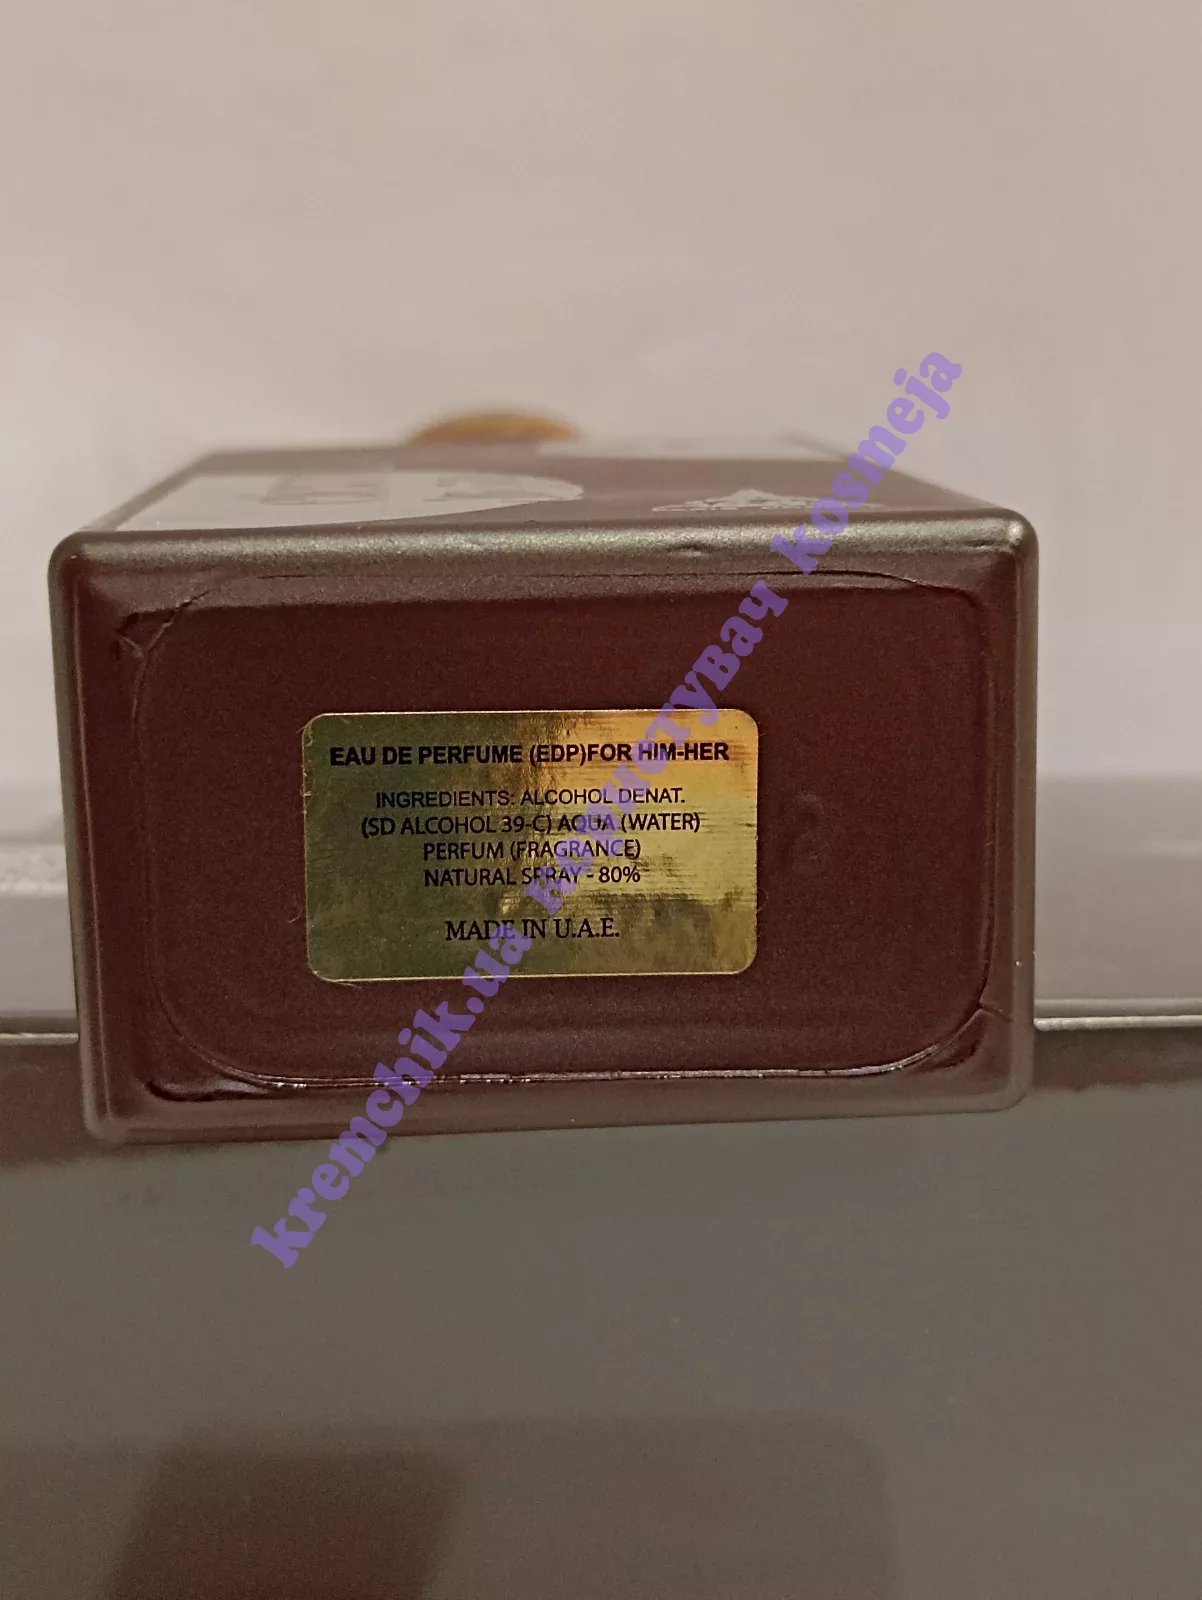 EAU DE PERFUME (EDP)FOR HIM-HER
INGREDIENTS: ALCOHOL DENAT.
(SD ALCOHOL 39-C) AQUA (WATER)
PERFUM (FRAGRANCE)
NATURAL SPRAY - 80%
MADE IN U.A.E.
kremchik.ua kosmeja